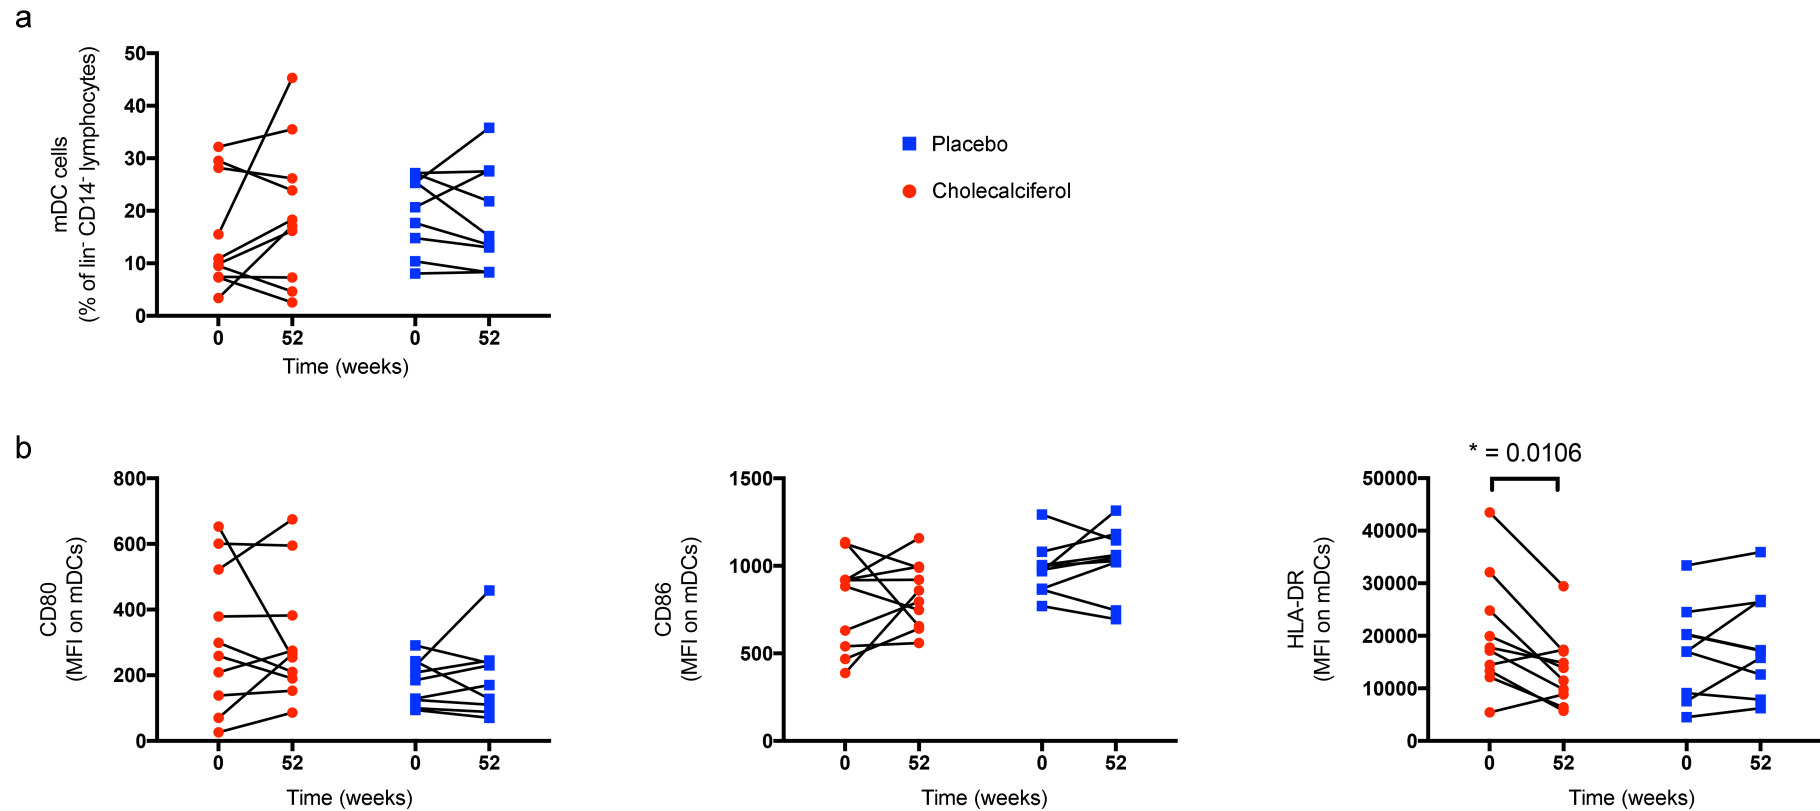 a
mDC cells
(% of lin- CD14- lymphocytes)
50
40
30
20
10
0
0 52 0 52
Time (weeks)
Placebo
Cholecalciferol
b
CD80
(MFI on mDCs)
800
600
400
200
0
0 52 0 52
Time (weeks)
CD86
(MFI on mDCs)
1500
1000
500
0
0 52 0 52
Time (weeks)
* = 0.0106
HLA-DR
(MFI on mDCs)
50000
40000
30000
20000
10000
0
0 52 0 52
Time (weeks)